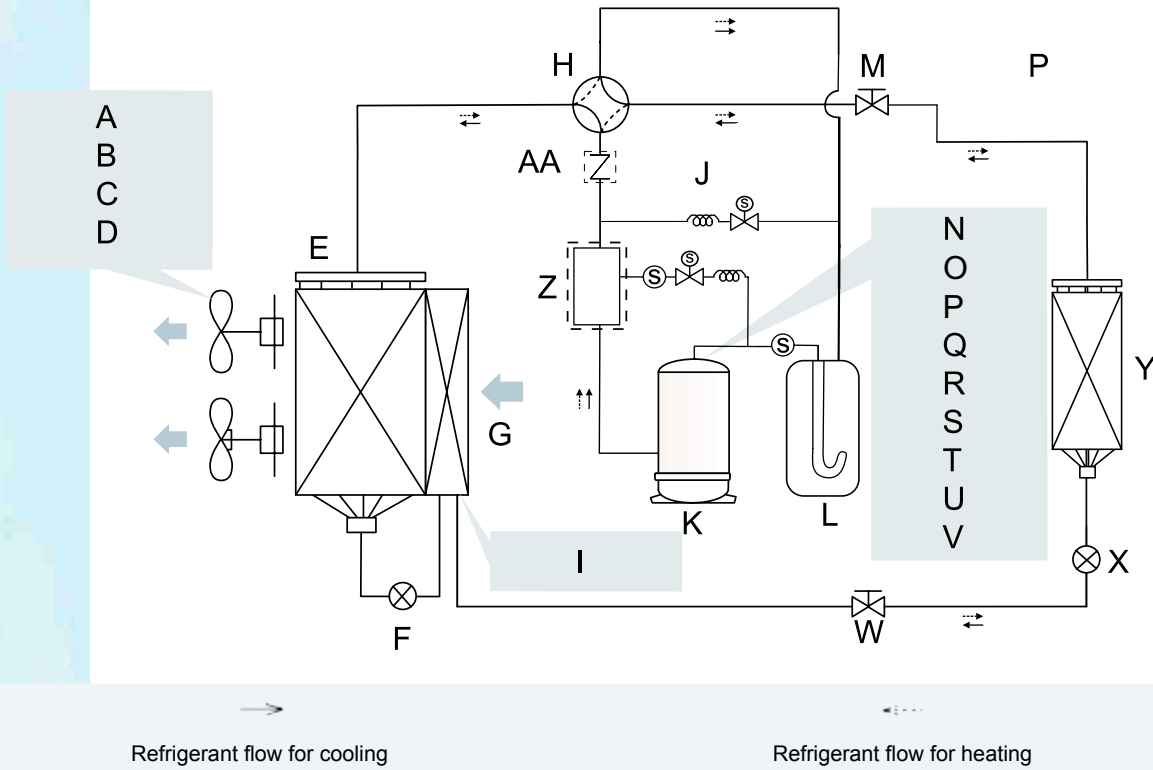 H
M
P
A
B
C
D
AA
J
S
E
N
O
P
Q
R
S
T
U
V
S
S
Z
S
Y
G
K
L
I
X
F
W
Refrigerant flow for cooling
Refrigerant flow for heating